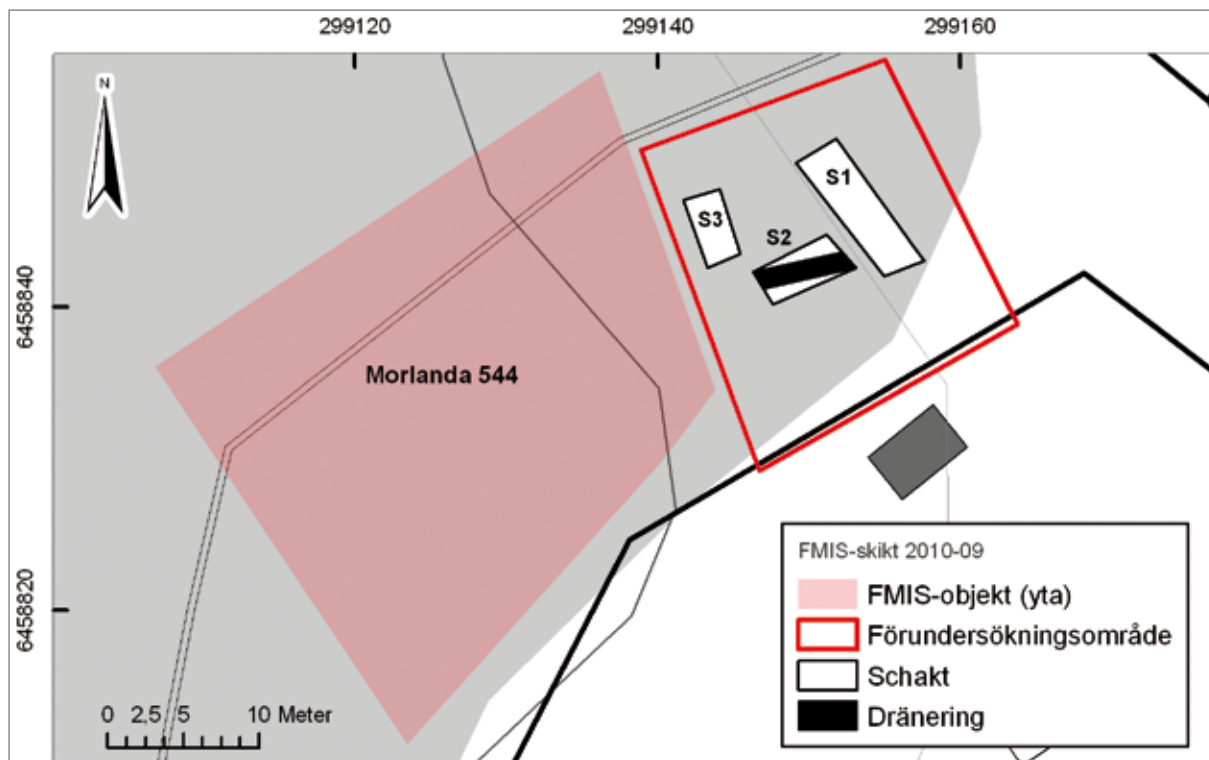 299120 299140 299160
N
S1
S3
S2
6458840
Morlanda 544
6458820
FMIS-skikt 2010-09
FMIS-objekt (yta)
Förundersökningsområde
Schakt
Dränering
0 2,5 5 10 Meter